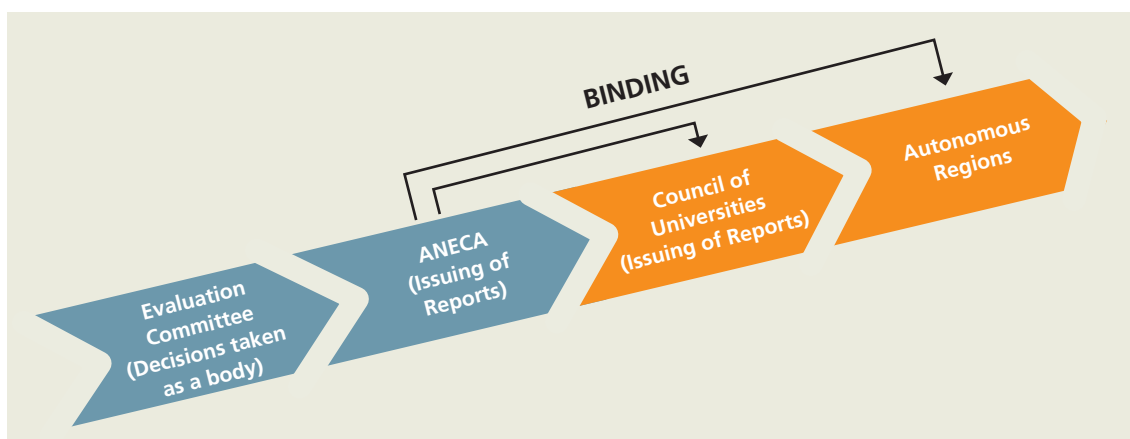 BINDING
Evaluation
Committee
(Decisions taken
as a body)
ANECA
(Issuing of
Reports)
Council of
Universities
(Issuing of Reports)
Autonomous
Regions